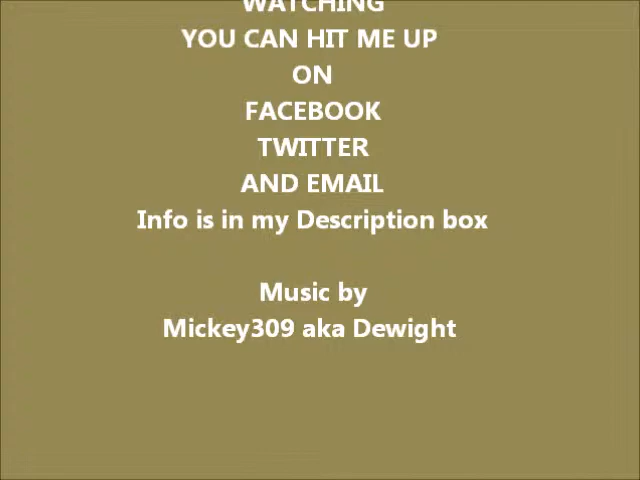 WATCHING
YOU CAN HIT ME UP
ON
FACEBOOK
TWITTER
AND EMAIL
Info is in my Description box
Music by
Mickey309 aka Dewight